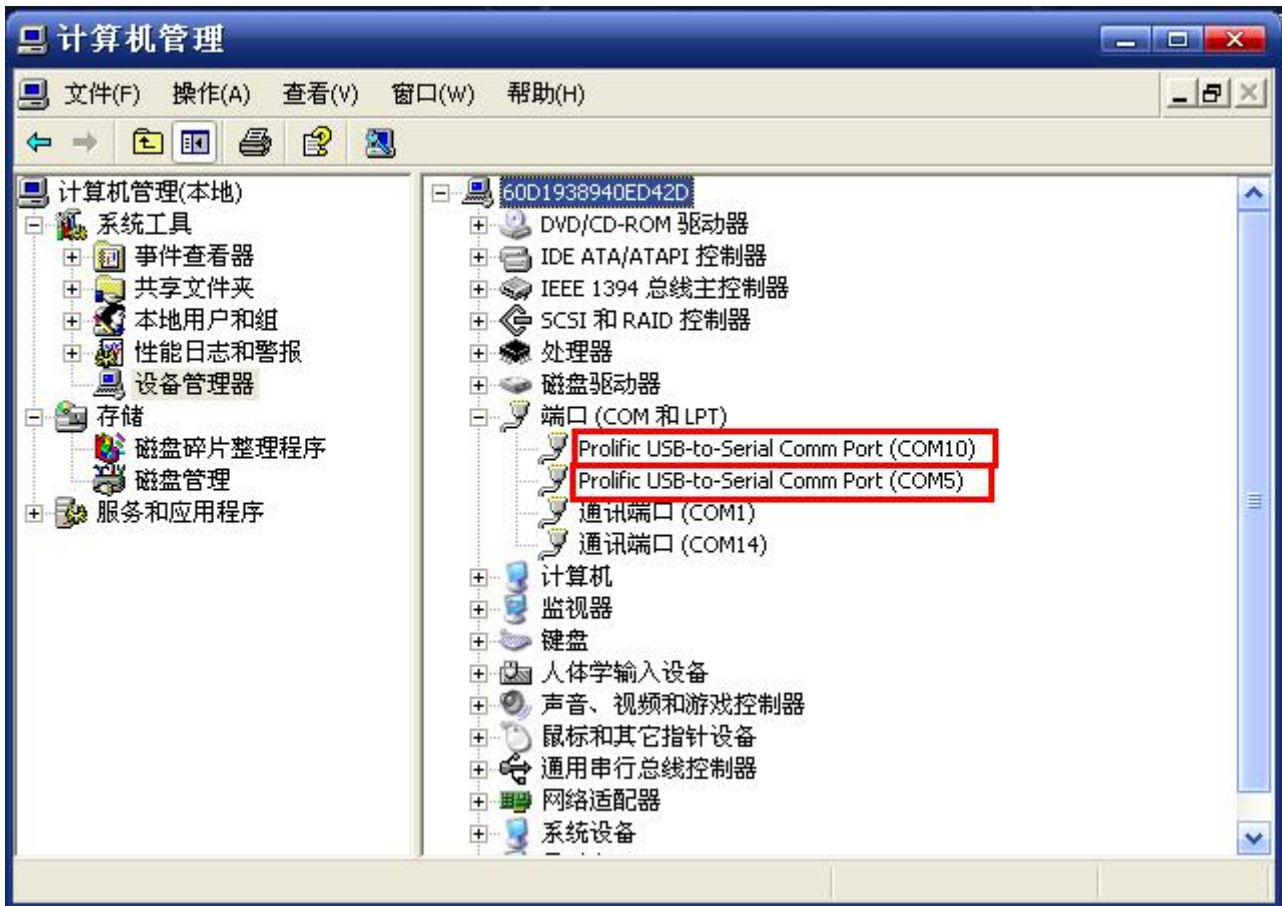 计算机管理
文件(F) 操作(A) 查看(V) 窗口(W) 帮助(H)
计算机管理(本地)
系统工具
事件查看器
共享文件夹
本地用户和组
性能日志和警报
设备管理器
存储
磁盘碎片整理程序
磁盘管理
服务和应用程序
60D1938940ED42D
DVD/CD-ROM 驱动器
IDE ATA/ATAPI 控制器
IEEE 1394 总线主控制器
SCSI 和 RAID 控制器
处理器
磁盘驱动器
端口 (COM 和 LPT)
Prolific USB-to-Serial Comm Port (COM10)
Prolific USB-to-Serial Comm Port (COM5)
通讯端口 (COM1)
通讯端口 (COM14)
计算机
监视器
键盘
人体学输入设备
声音、视频和游戏控制器
鼠标和其它指针设备
通用串行总线控制器
网络适配器
系统设备